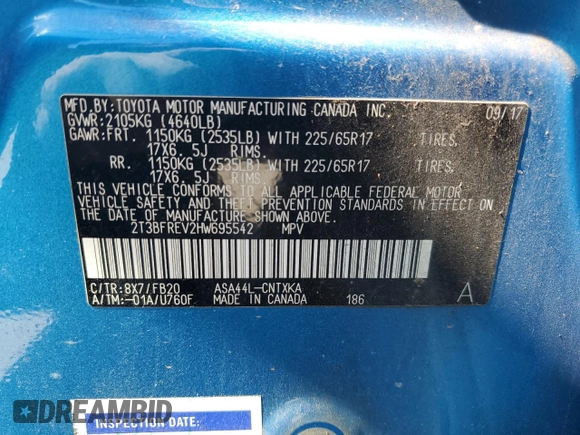 MFD.BY:TOYOTA MOTOR MANUFACTURING CANADA INC. 09/17
GVWR:2105KG (4640LB)
GAWR:FRT. 1150KG (2535LB) WITH 225/65R17 TIRES.
17X6. 5J RIMS.
RR. 1150KG (2535LB) WITH 225/65R17 TIRES.
17X6. 5J RIMS.
THIS VEHICLE CONFORMS TO ALL APPLICABLE FEDERAL MOTOR
VEHICLE SAFETY AND THEFT PREVENTION STANDARDS IN EFFECT ON
THE DATE OF MANUFACTURE SHOWN ABOVE.
2T3BFREV2HW695542 MPV
C/TR:8X7/FB20 ASA44L-CNTXKA
A/TM:-01A/U760F MADE IN CANADA 186 A
INSPECTION DATE:
DREAMBID